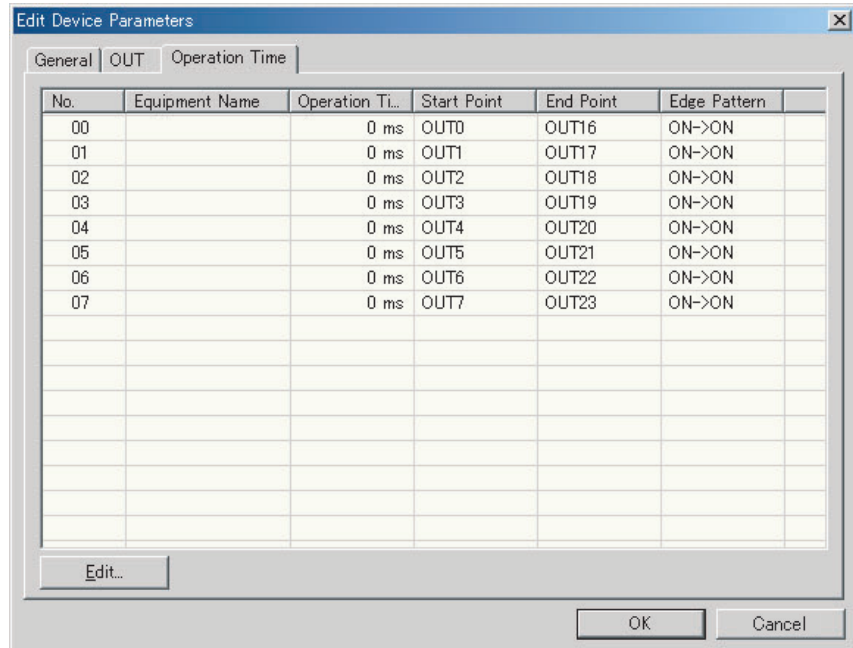 Edit Device Parameters
General OUT Operation Time
No. Equipment Name Operation Ti... Start Point End Point Edge Pattern
00 0 ms OUT0 OUT16 ON->ON
01 0 ms OUT1 OUT17 ON->ON
02 0 ms OUT2 OUT18 ON->ON
03 0 ms OUT3 OUT19 ON->ON
04 0 ms OUT4 OUT20 ON->ON
05 0 ms OUT5 OUT21 ON->ON
06 0 ms OUT6 OUT22 ON->ON
07 0 ms OUT7 OUT23 ON->ON
Edit...
OK Cancel